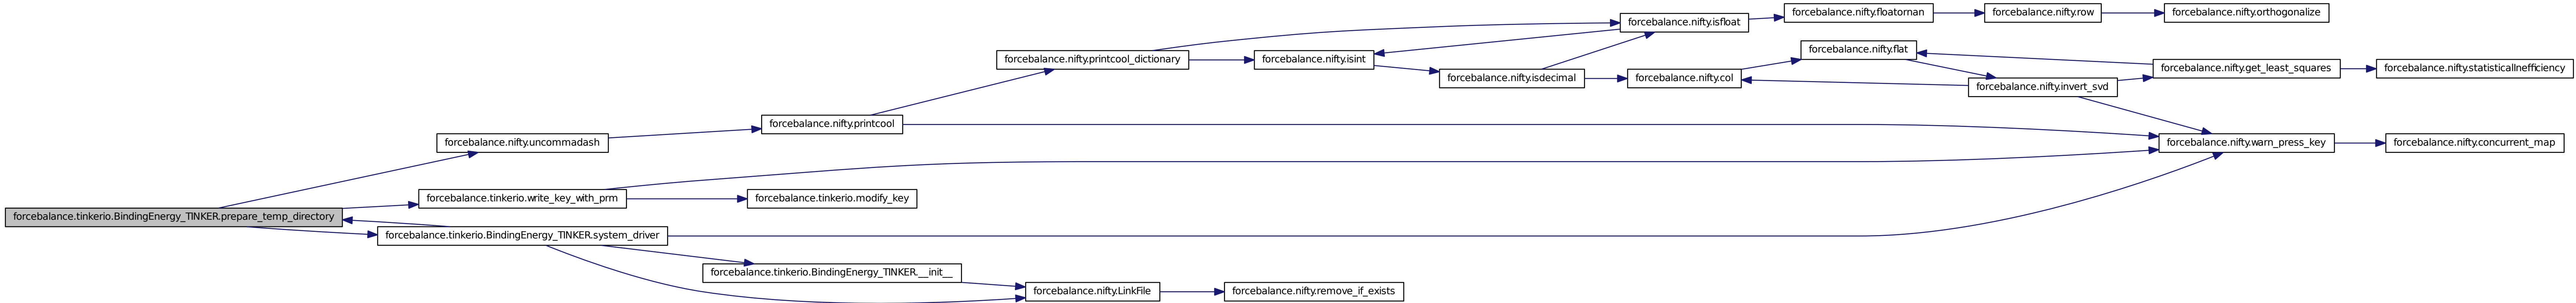 forcebalance.tinkerio.BindingEnergy_TINKER.prepare_temp_directory
forcebalance.nifty.uncommadash
forcebalance.tinkerio.write_key_with_prm
forcebalance.tinkerio.BindingEnergy_TINKER.system_driver
forcebalance.nifty.printcool
forcebalance.tinkerio.modify_key
forcebalance.tinkerio.BindingEnergy_TINKER.__init__
forcebalance.nifty.printcool_dictionary
forcebalance.nifty.LinkFile
forcebalance.nifty.isint
forcebalance.nifty.remove_if_exists
forcebalance.nifty.isdecimal
forcebalance.nifty.isfloat
forcebalance.nifty.col
forcebalance.nifty.floatornan
forcebalance.nifty.flat
forcebalance.nifty.row
forcebalance.nifty.invert_svd
forcebalance.nifty.orthogonalize
forcebalance.nifty.get_least_squares
forcebalance.nifty.warn_press_key
forcebalance.nifty.statisticalInefficiency
forcebalance.nifty.concurrent_map